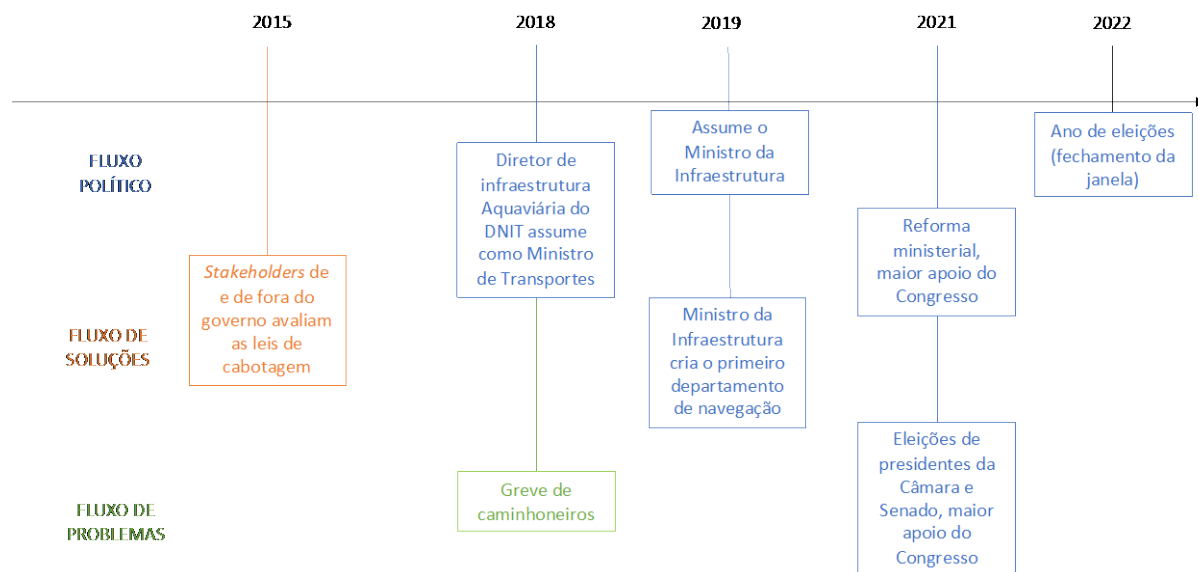 2015
2018
2019
2021
2022
FLUXO
POLÍTICO
Diretor de
infraestrutura
Aquaviária do
DNIT assume
como Ministro
de Transportes
Assume o
Ministro da
Infraestrutura
Reforma
ministerial,
maior apoio do
Congresso
Ano de eleições
(fechamento da
janela)
FLUXO DE
SOLUÇÕES
Stakeholders de
e de fora do
governo avaliam
as leis de
cabotagem
Ministro da
Infraestrutura
cria o primeiro
departamento
de navegação
FLUXO DE
PROBLEMAS
Greve de
caminhoneiros
Eleições de
presidentes da
Câmara e
Senado, maior
apoio do
Congresso